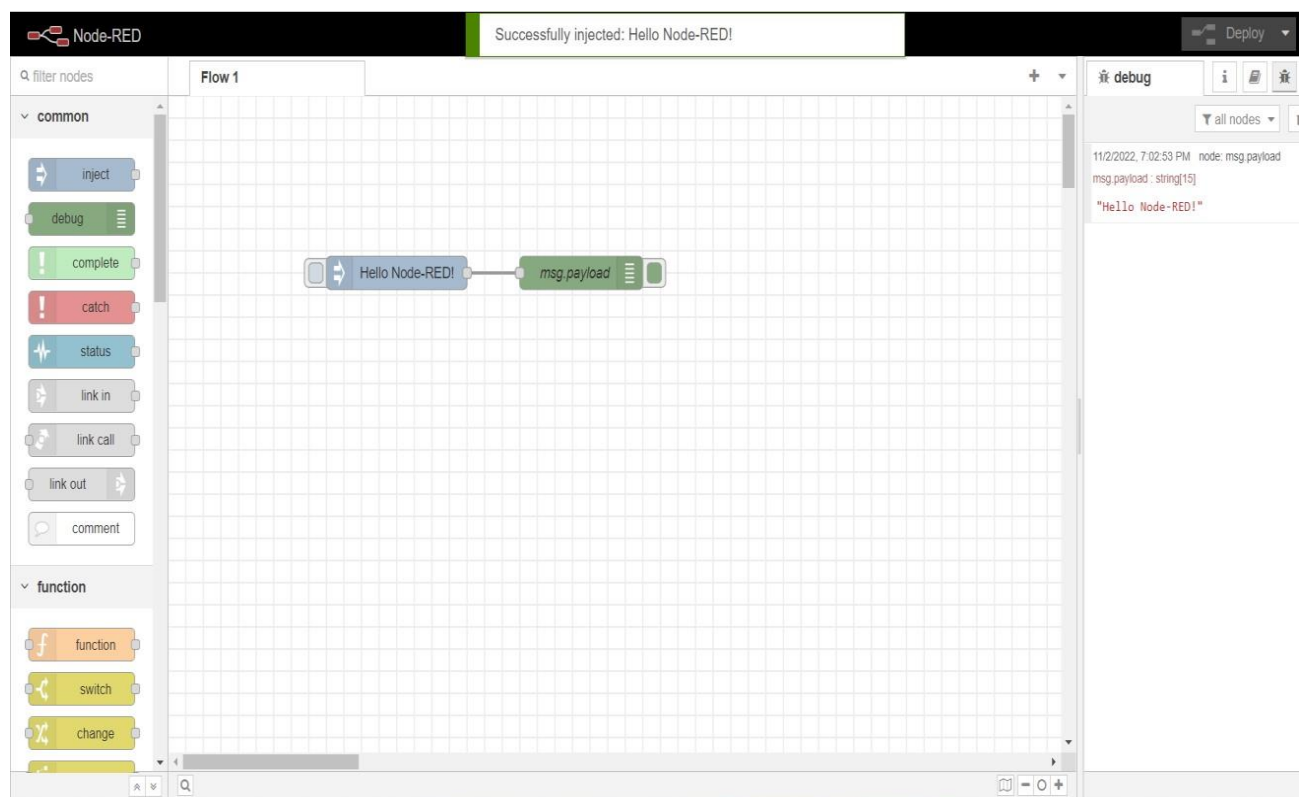 Node-RED
Successfully injected: Hello Node-RED!
Deploy
filter nodes
Flow 1
debug
i
all nodes
common
inject
debug
complete
catch
status
link in
link call
link out
comment
function
function
switch
change
Hello Node-RED!
msg.payload
11/2/2022, 7:02:53 PM node: msg.payload
msg.payload : string[15]
"Hello Node-RED!"